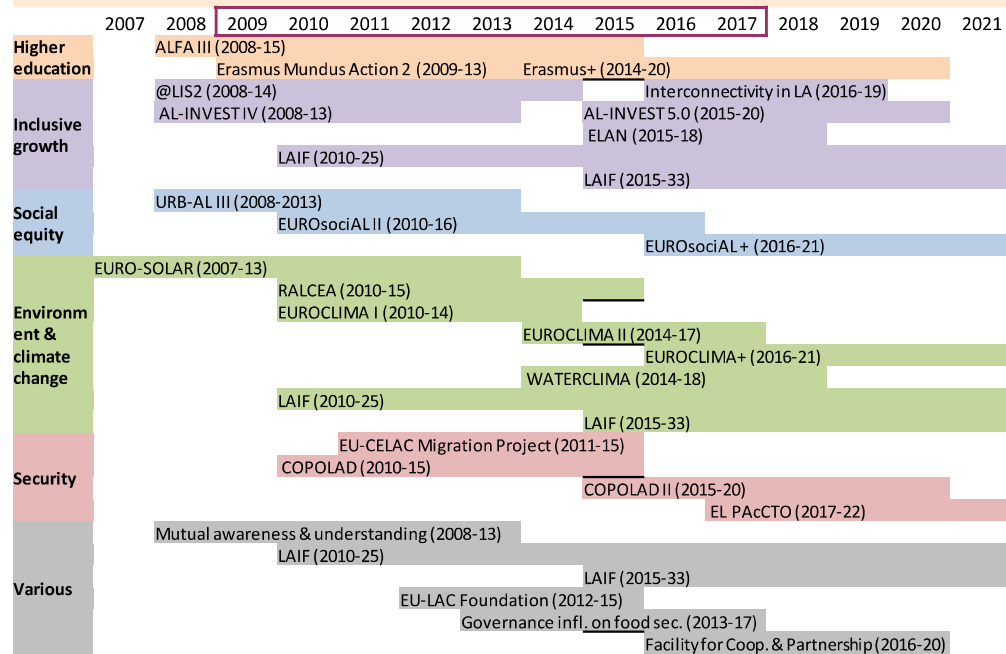 2007 2008 2009 2010 2011 2012 2013 2014 2015 2016 2017 2018 2019 2020 2021
Higher
education
ALFA III (2008-15)
Erasmus Mundus Action 2 (2009-13) Erasmus+ (2014-20)
Inclusive
growth
@LIS2 (2008-14) Interconnectivity in LA (2016-19)
AL-INVEST IV (2008-13) AL-INVEST 5.0 (2015-20)
ELAN (2015-18)
LAIF (2010-25)
LAIF (2015-33)
Social
equity
URB-AL III (2008-2013)
EUROsociAL II (2010-16)
EUROsociAL + (2016-21)
Environm
ent &
climate
change
EURO-SOLAR (2007-13)
RALCEA (2010-15)
EUROCLIMA I (2010-14)
EUROCLIMA II (2014-17)
EUROCLIMA+ (2016-21)
WATERCLIMA (2014-18)
LAIF (2010-25)
LAIF (2015-33)
Security
EU-CELAC Migration Project (2011-15)
COPOLAD (2010-15)
COPOLAD II (2015-20)
EL PAcCTO (2017-22)
Various
Mutual awareness & understanding (2008-13)
LAIF (2010-25)
LAIF (2015-33)
EU-LAC Foundation (2012-15)
Governance infl. on food sec. (2013-17)
Facility for Coop. & Partnership (2016-20)